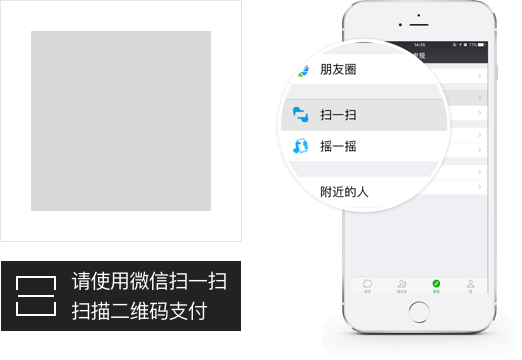 请使用微信扫一扫
扫描二维码支付
14:35
77%
发现
朋友圈
扫一扫
摇一摇
附近的人